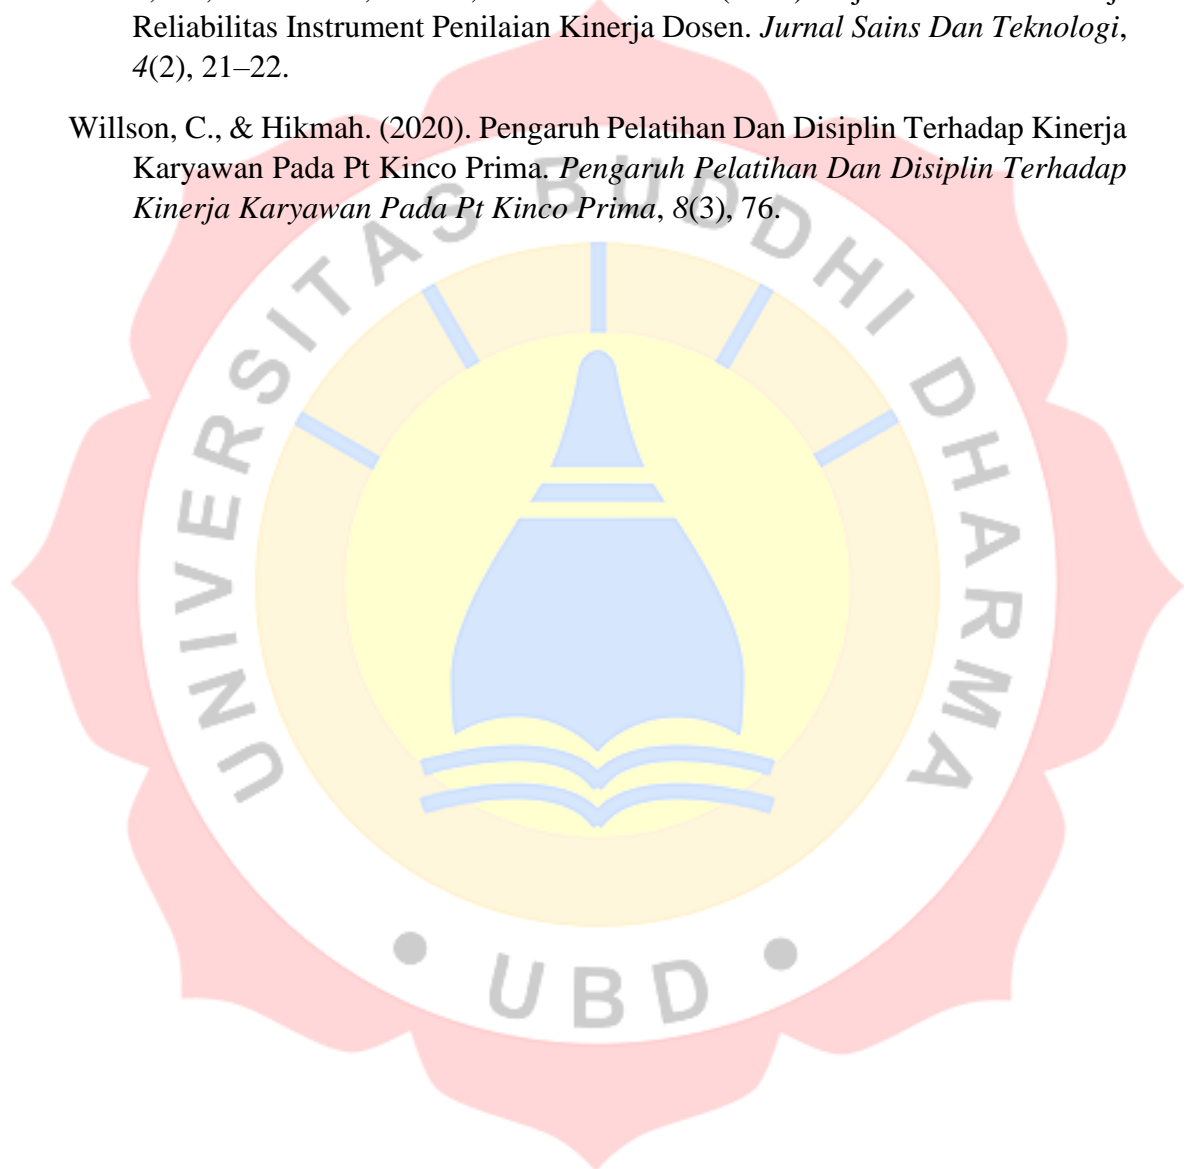 Reliabilitas Instrument Penilaian Kinerja Dosen. Jurnal Sains Dan Teknologi,
4(2), 21–22.
Willson, C., & Hikmah. (2020). Pengaruh Pelatihan Dan Disiplin Terhadap Kinerja
Karyawan Pada Pt Kinco Prima. Pengaruh Pelatihan Dan Disiplin Terhadap
Kinerja Karyawan Pada Pt Kinco Prima, 8(3), 76.
UNIVERSITAS BUDDHI DHARMA
• UBD •